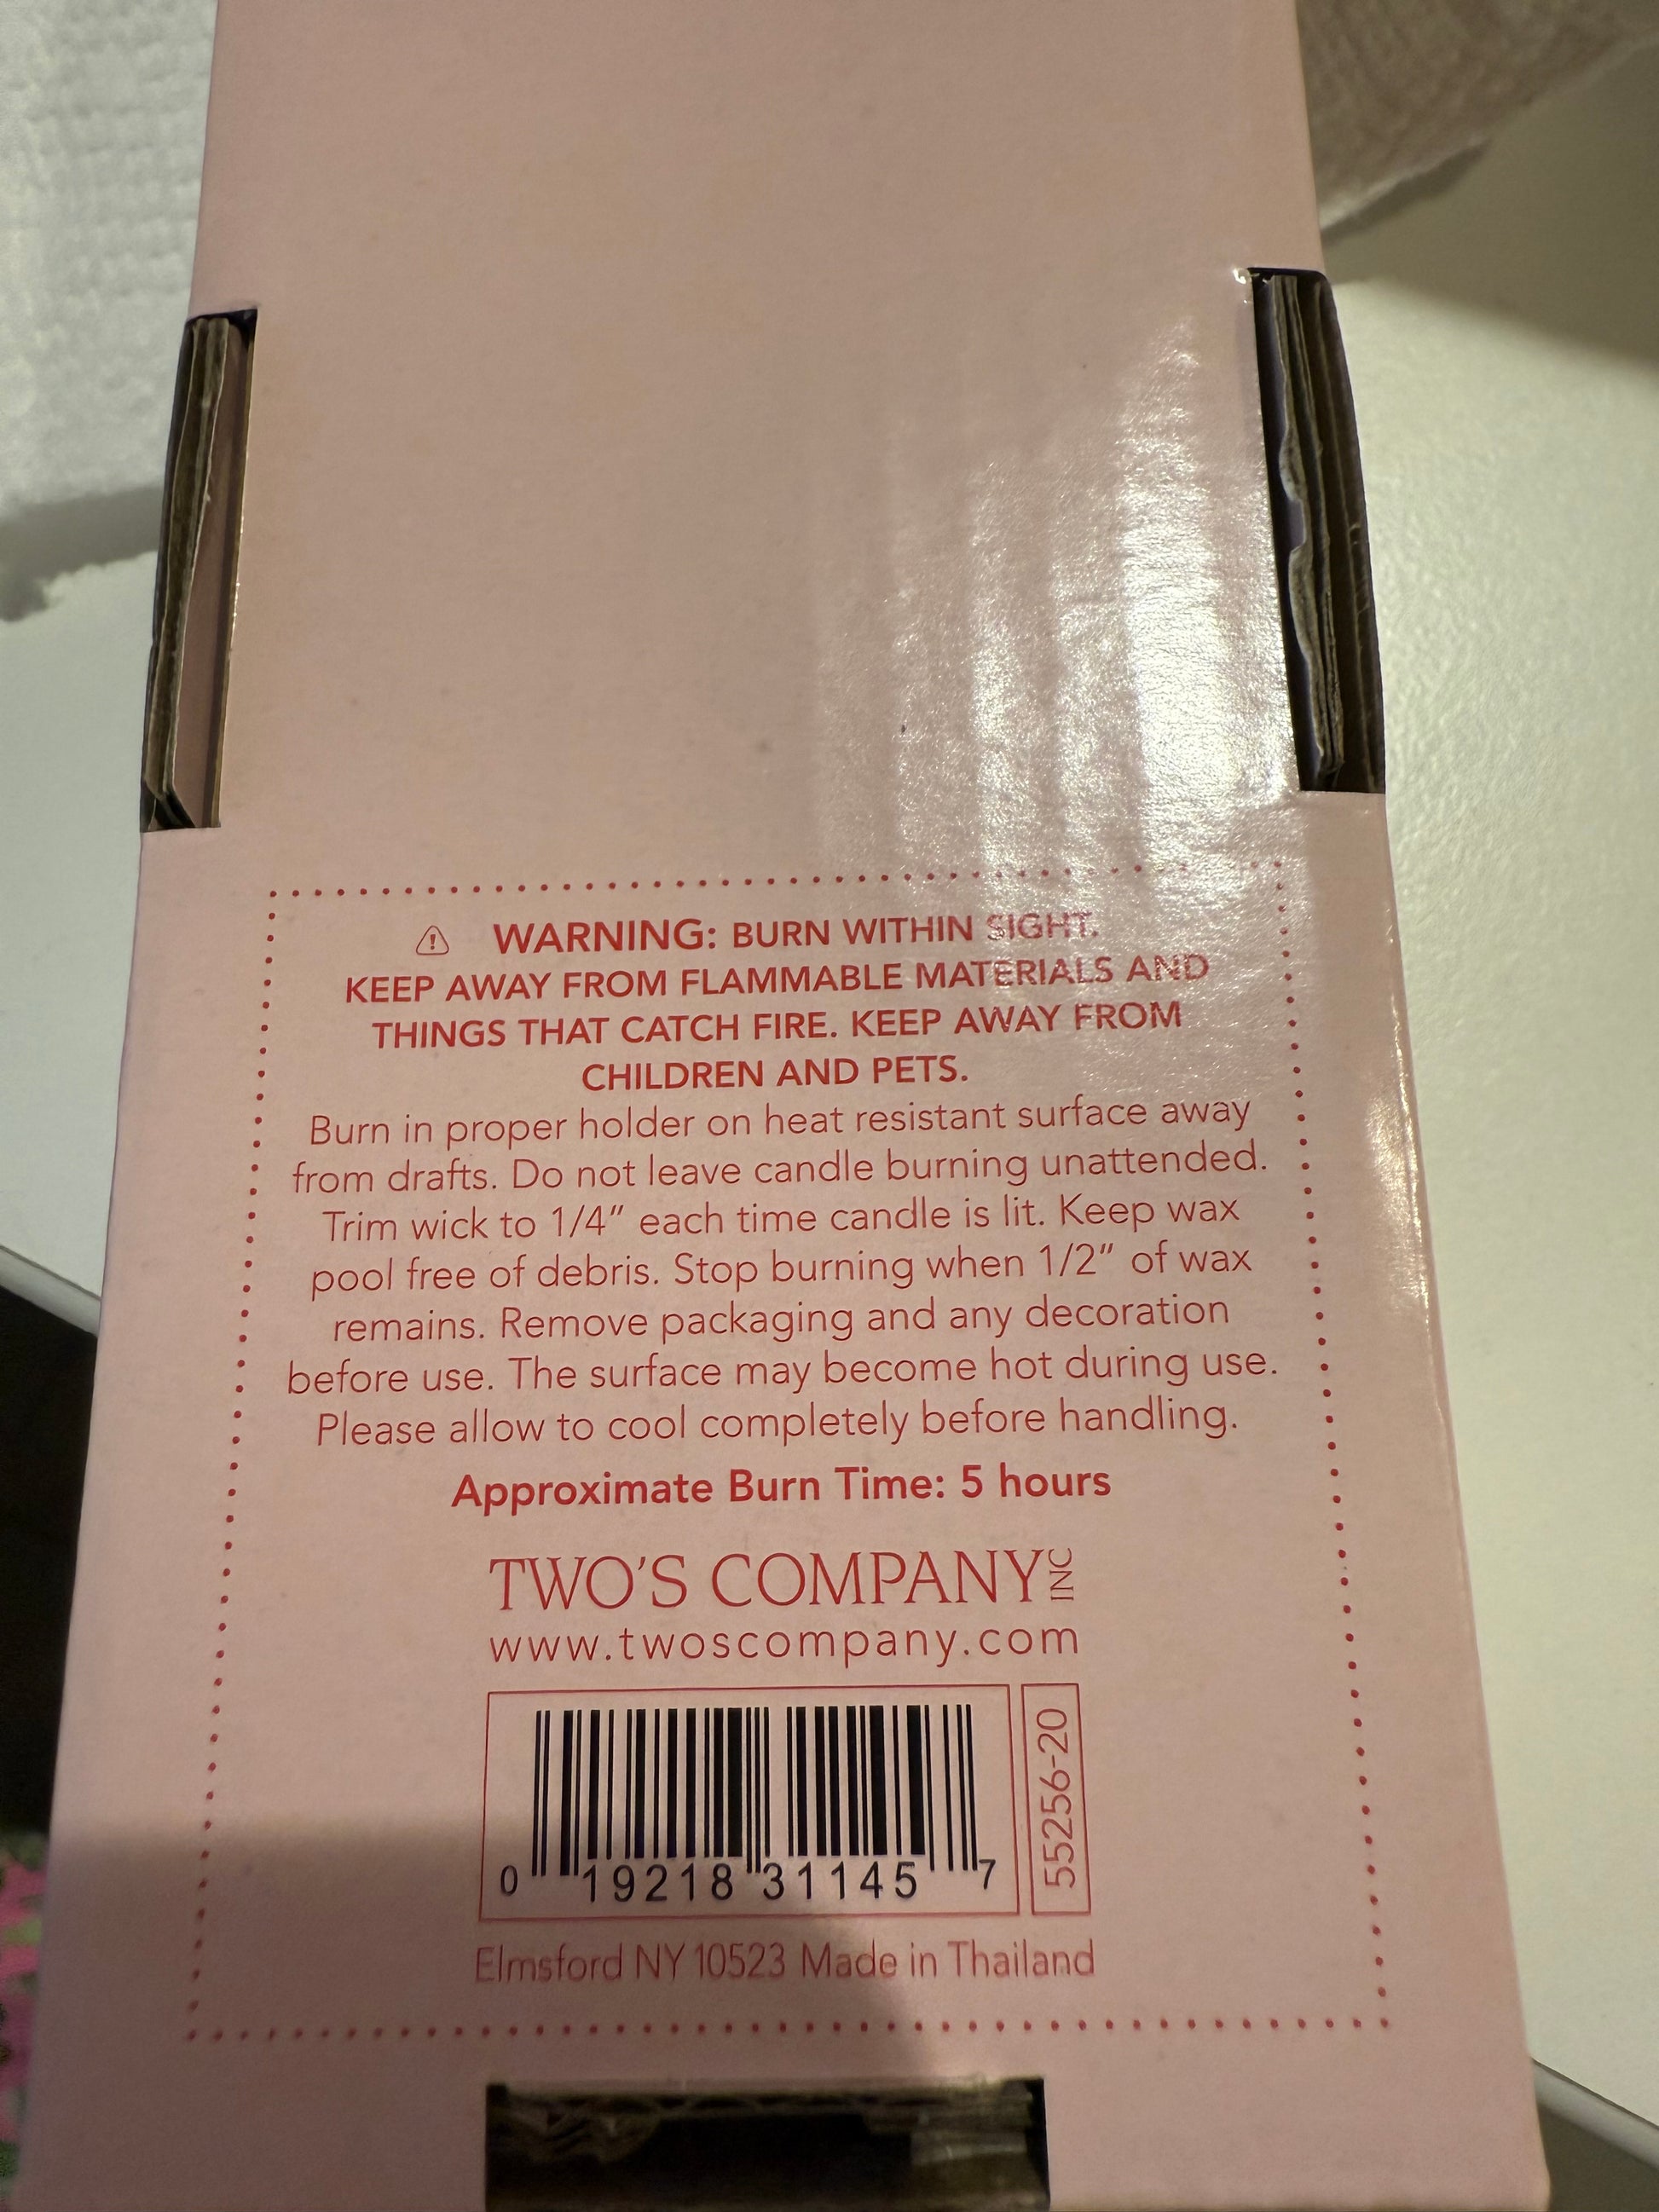 ⚠ WARNING: BURN WITHIN SIGHT.
KEEP AWAY FROM FLAMMABLE MATERIALS AND
THINGS THAT CATCH FIRE. KEEP AWAY FROM
CHILDREN AND PETS.
Burn in proper holder on heat resistant surface away
from drafts. Do not leave candle burning unattended.
Trim wick to 1/4” each time candle is lit. Keep wax
pool free of debris. Stop burning when 1/2” of wax
remains. Remove packaging and any decoration
before use. The surface may become hot during use.
Please allow to cool completely before handling.
Approximate Burn Time: 5 hours
TWO’S COMPANY INC
www.twoscompany.com
0 19218 31145 7
55256-20
Elmsford NY 10523 Made in Thailand